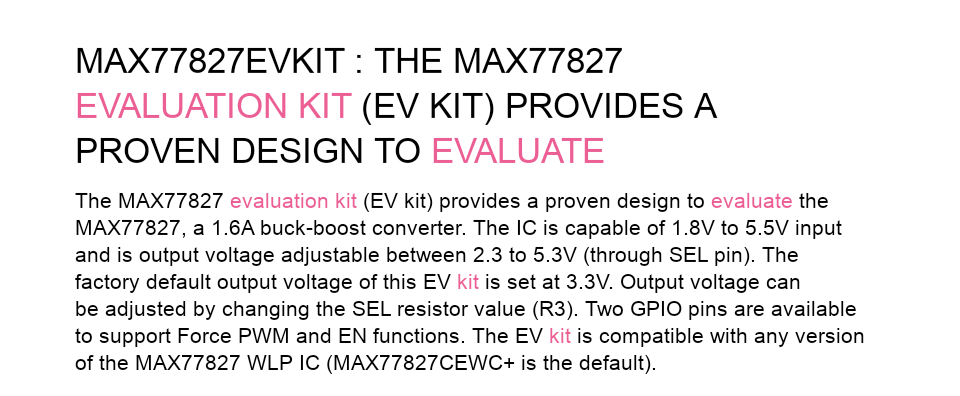 MAX77827EVKIT : THE MAX77827
EVALUATION KIT (EV KIT) PROVIDES A
PROVEN DESIGN TO EVALUATE
The MAX77827 evaluation kit (EV kit) provides a proven design to evaluate the
MAX77827, a 1.6A buck-boost converter. The IC is capable of 1.8V to 5.5V input
and is output voltage adjustable between 2.3 to 5.3V (through SEL pin). The
factory default output voltage of this EV kit is set at 3.3V. Output voltage can
be adjusted by changing the SEL resistor value (R3). Two GPIO pins are available
to support Force PWM and EN functions. The EV kit is compatible with any version
of the MAX77827 WLP IC (MAX77827CEWC+ is the default).